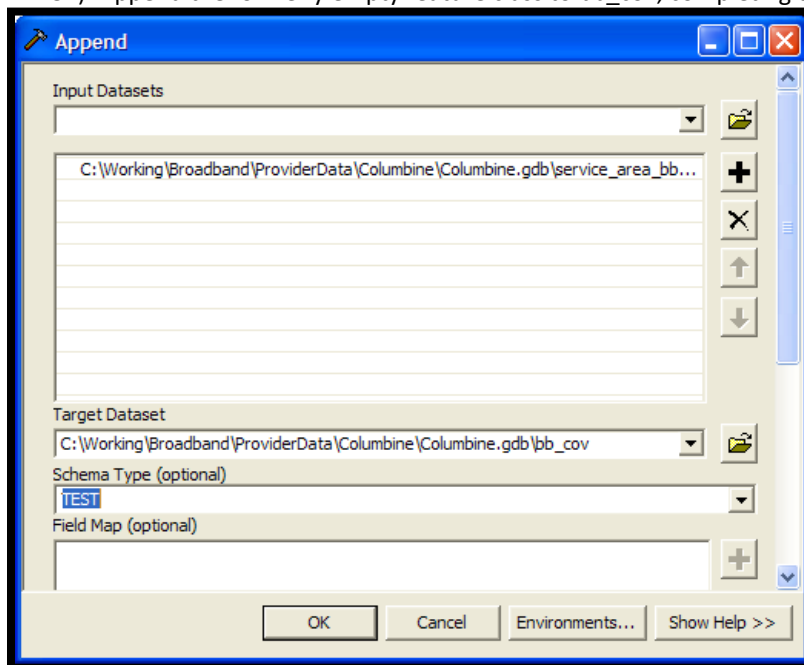 Append
Input Datasets
C:\Working\Broadband\ProviderData\Columbine\Columbine.gdb\service_area_bb...
Target Dataset
C:\Working\Broadband\ProviderData\Columbine\Columbine.gdb\bb_cov
Schema Type (optional)
TEST
Field Map (optional)
OK Cancel Environments... Show Help >>